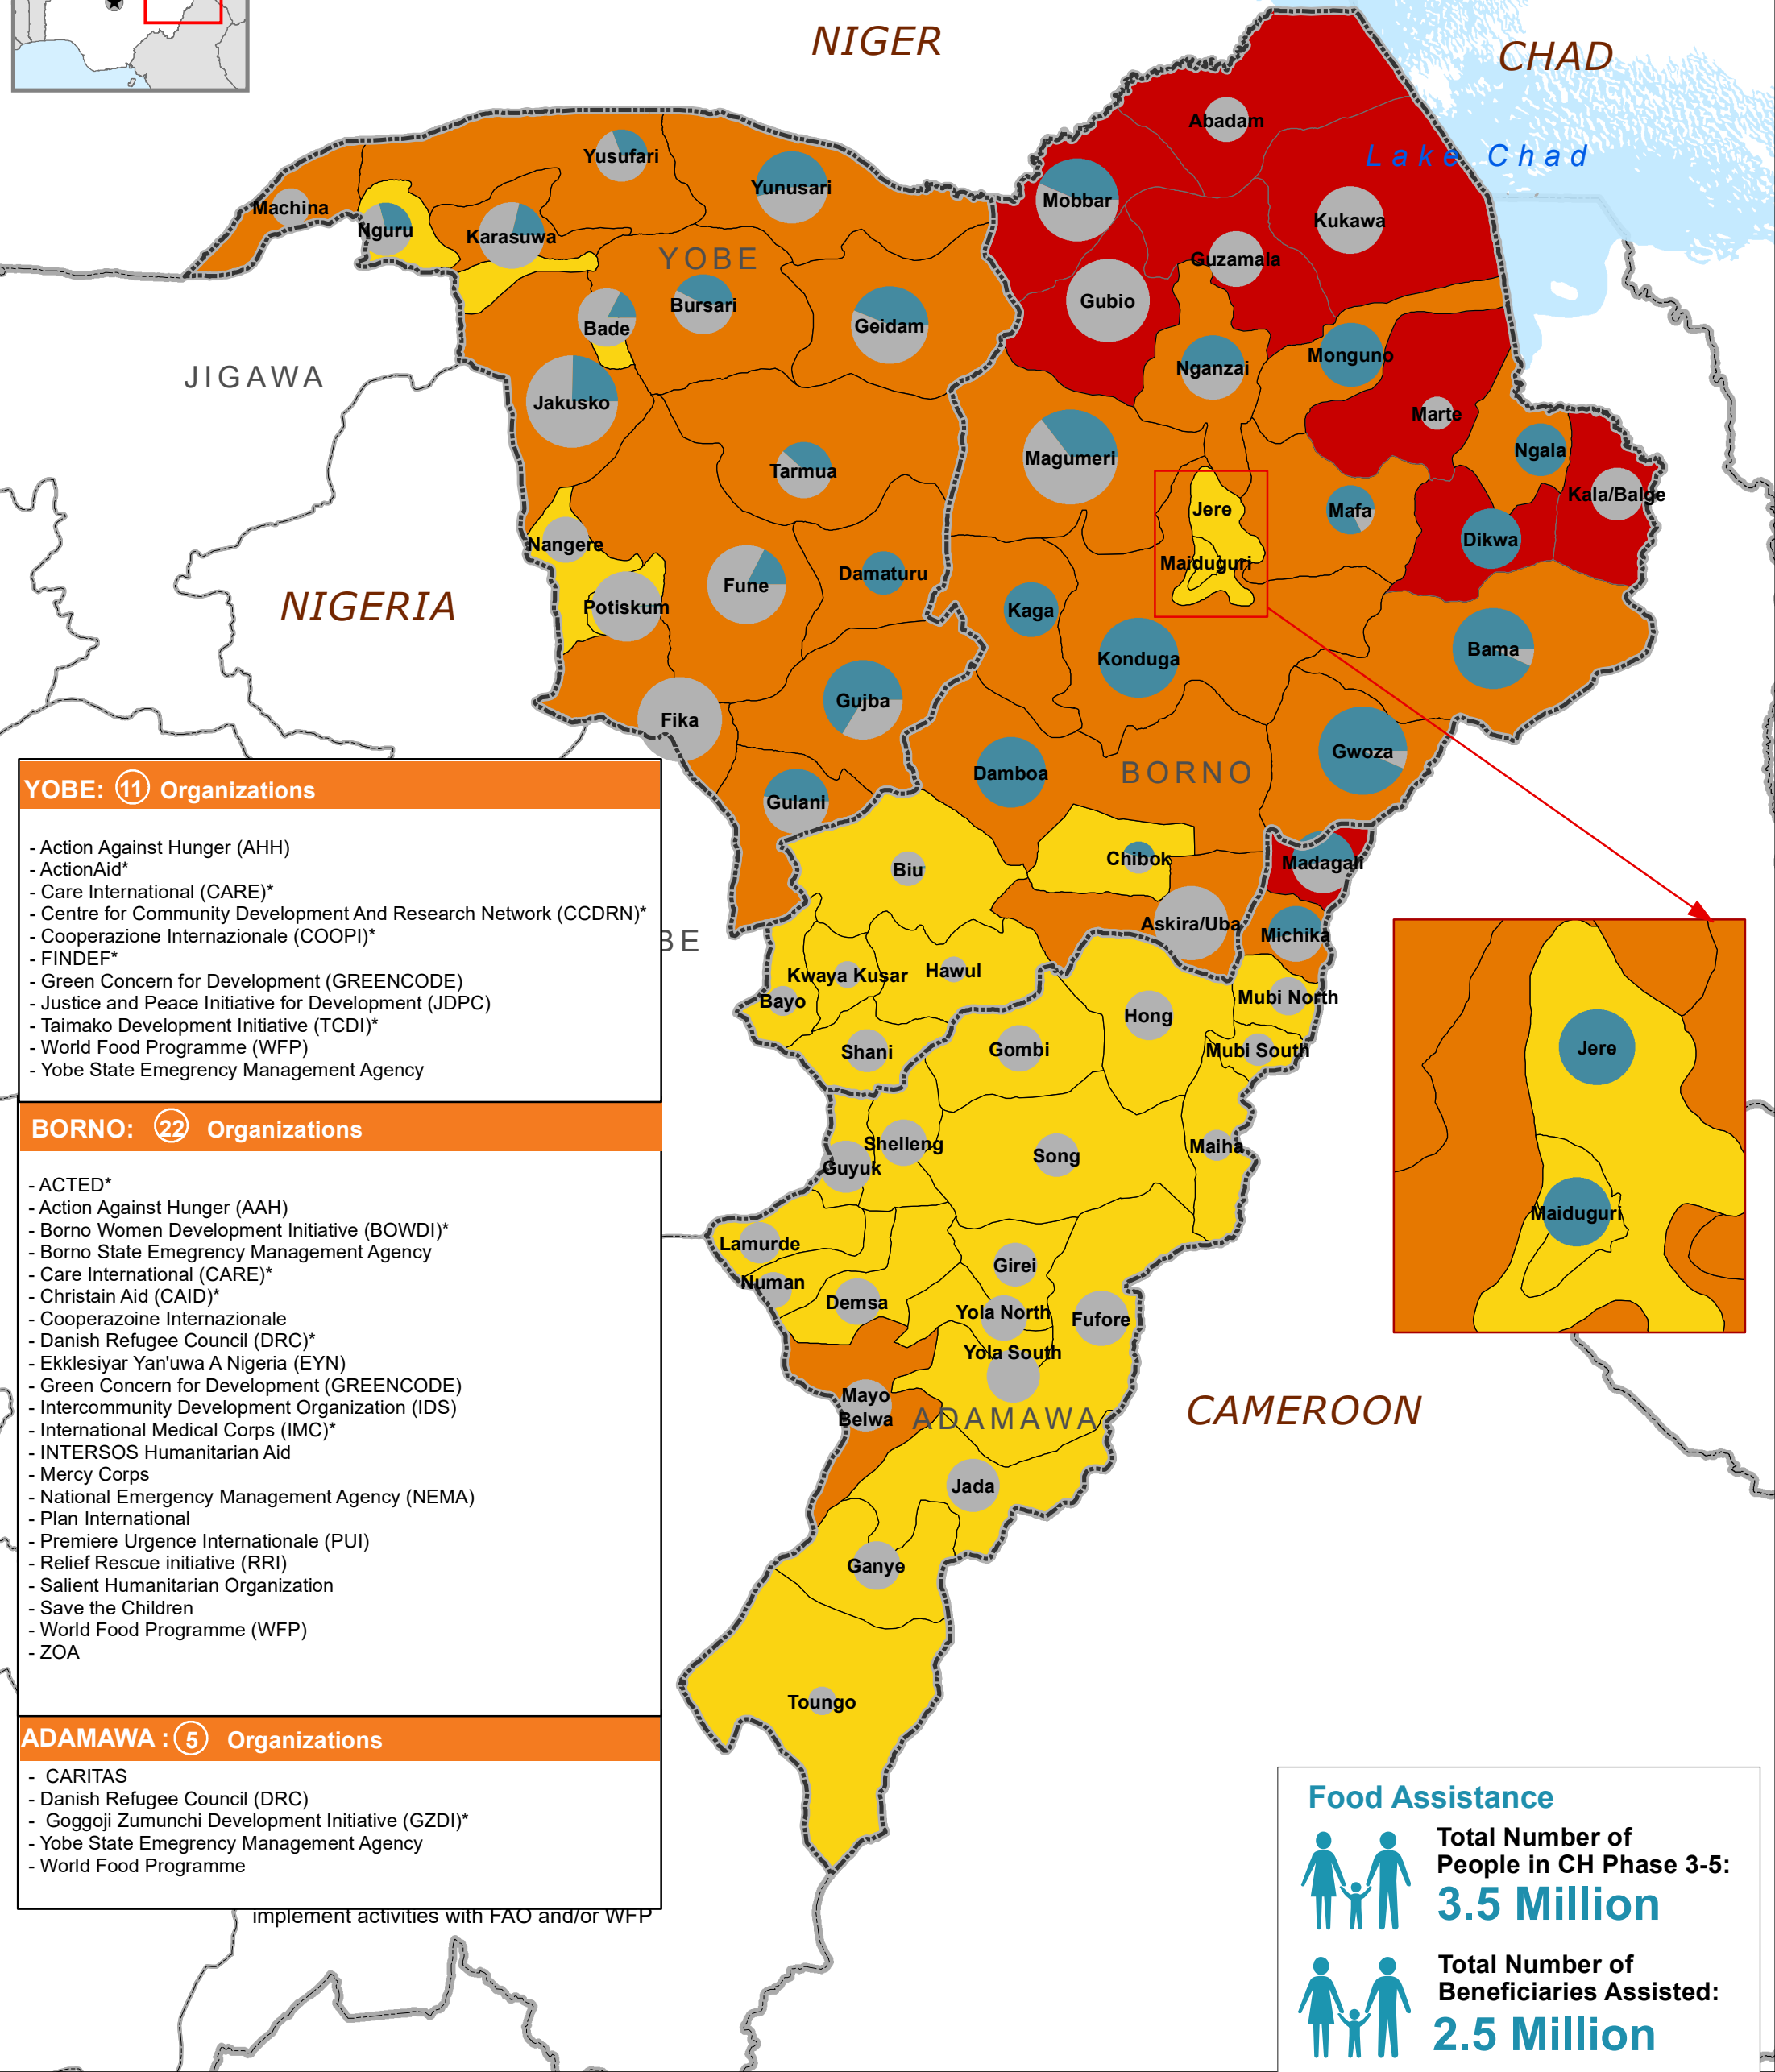 NIGER
CHAD
Lake Chad
Abadam
Yusufari
Yunusari
Mobbar
Machina
Kukawa
Nguru
Karasuwa
YOBE
Guzamala
Gubio
Bursari
Bade
Geidam
Monguno
Nganzai
JIGAWA
Jakusko
Marte
Ngala
Magumeri
Tarmua
Kala/Balge
Jere
Mafa
Dikwa
Nangere
Maiduguri
Damaturu
Fune
NIGERIA
Potiskum
Kaga
Bama
Konduga
Gujba
Fika
Gwoza
Damboa
BORNO
Gulani
Chibok
Madagali
Biu
Askira/Uba
Michika
BE
Kwaya Kusar
Hawul
Bayo
Mubi North
Hong
Shani
Gombi
Mubi South
Shelleng
Maiha
Song
Guyuk
Lamurde
Girei
Numan
Demsa
Yola North
Fufore
Yola South
Mayo
Belwa
ADAMAWA
CAMEROON
Jada
Ganye
Toungo
Jere
Maiduguri
YOBE: 11 Organizations
- Action Against Hunger (AHH)
- ActionAid*
- Care International (CARE)*
- Centre for Community Development And Research Network (CCDRN)*
- Cooperazione Internazionale (COOPI)*
- FINDEF*
- Green Concern for Development (GREENCODE)
- Justice and Peace Initiative for Development (JDPC)
- Taimako Development Initiative (TCDI)*
- World Food Programme (WFP)
- Yobe State Emegrency Management Agency
BORNO: 22 Organizations
- ACTED*
- Action Against Hunger (AAH)
- Borno Women Development Initiative (BOWDI)*
- Borno State Emegrency Management Agency
- Care International (CARE)*
- Christain Aid (CAID)*
- Cooperazoine Internazionale
- Danish Refugee Council (DRC)*
- Ekklesiyar Yan'uwa A Nigeria (EYN)
- Green Concern for Development (GREENCODE)
- Intercommunity Development Organization (IDS)
- International Medical Corps (IMC)*
- INTERSOS Humanitarian Aid
- Mercy Corps
- National Emergency Management Agency (NEMA)
- Plan International
- Premiere Urgence Internationale (PUI)
- Relief Rescue initiative (RRI)
- Salient Humanitarian Organization
- Save the Children
- World Food Programme (WFP)
- ZOA
ADAMAWA : 5 Organizations
- CARITAS
- Danish Refugee Council (DRC)
- Goggoji Zumunchi Development Initiative (GZDI)*
- Yobe State Emegrency Management Agency
- World Food Programme
implement activities with FAO and/or WFP
Food Assistance
Total Number of
People in CH Phase 3-5:
3.5 Million
Total Number of
Beneficiaries Assisted:
2.5 Million